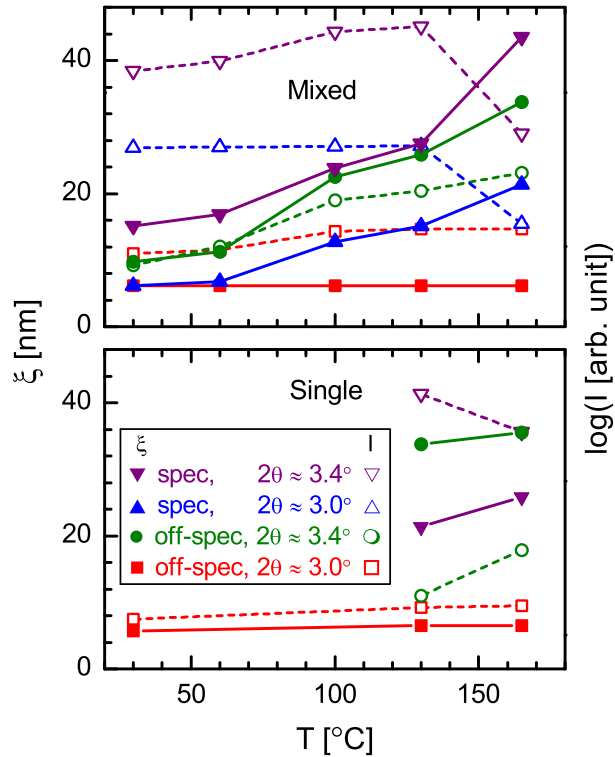 40
Mixed
20
0
ξ [nm]
log(I [arb. unit])
Single
40
ξ I
spec, 2θ ≈ 3.4°
spec, 2θ ≈ 3.0°
off-spec, 2θ ≈ 3.4°
off-spec, 2θ ≈ 3.0°
20
0
50 100 150
T [°C]